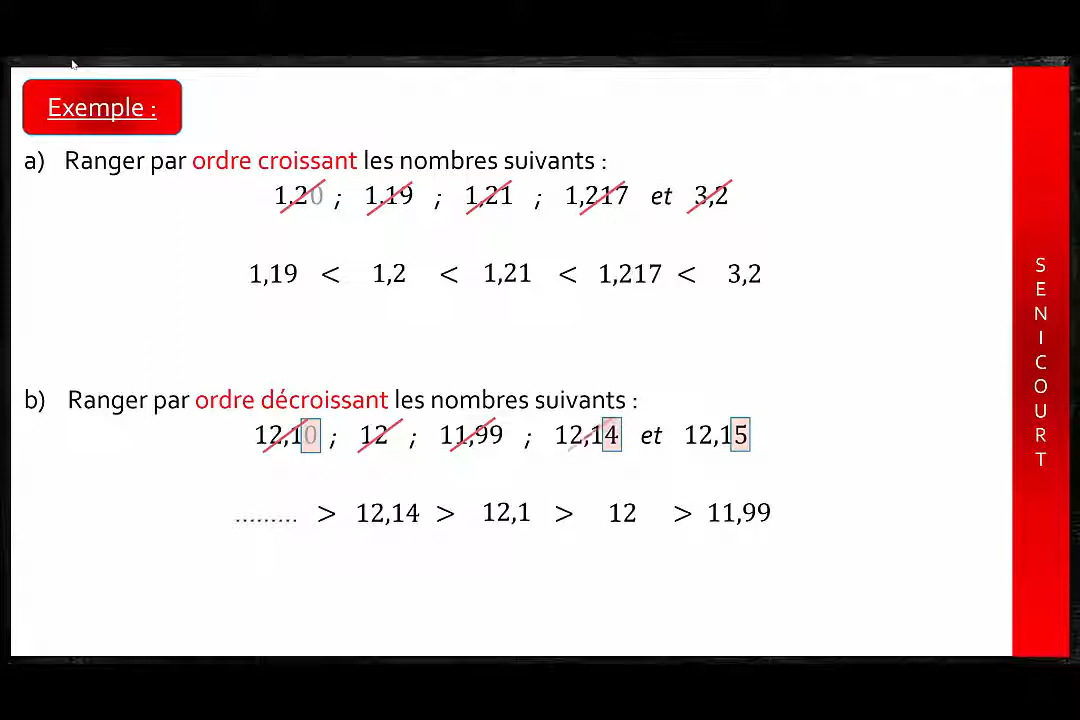 Exemple :
a) Ranger par ordre croissant les nombres suivants :
1,20 ; 1,19 ; 1,21 ; 1,217 et 3,2
1,19 < 1,2 < 1,21 < 1,217 < 3,2
b) Ranger par ordre décroissant les nombres suivants :
12,10 ; 12 ; 11,99 ; 12,14 et 12,15
......... > 12,14 > 12,1 > 12 > 11,99
SENICOURT